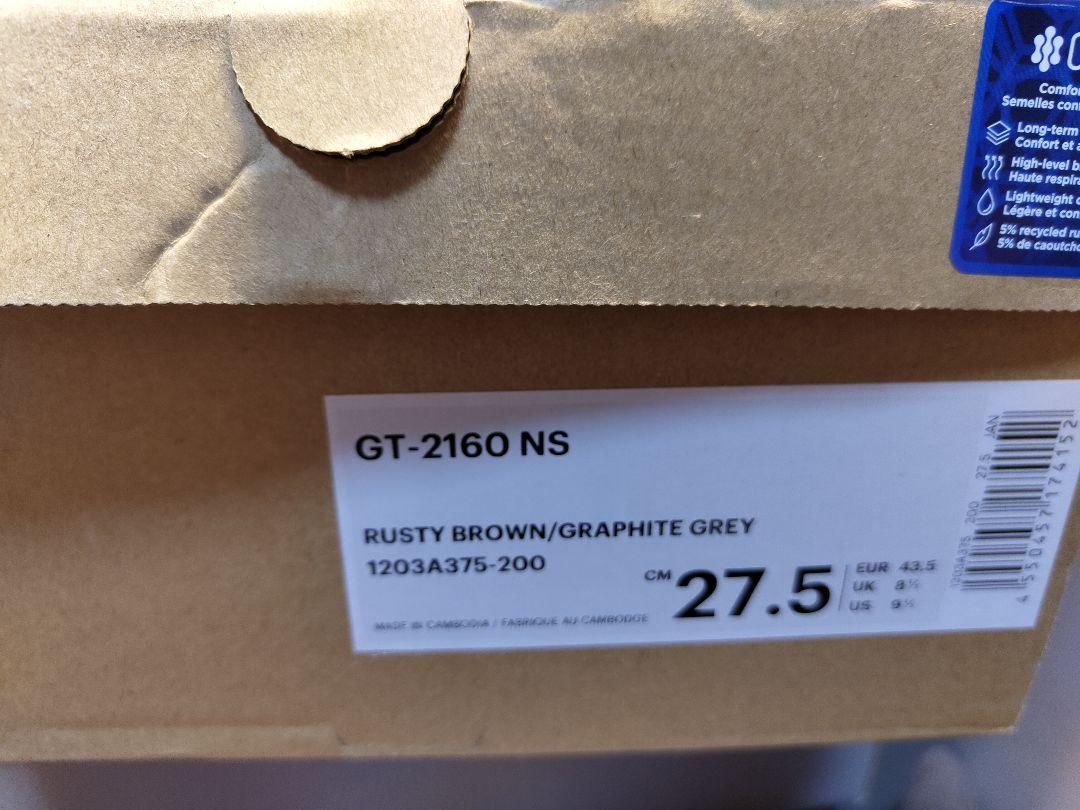 Comfo
Semelles con
Long-term
Confort et a
High-level b
Haute respira
Lightweight
Légère et con
5% recycled ru
5% de caoutcho
GT-2160 NS
RUSTY BROWN/GRAPHITE GREY
1203A375-200
MADE IN CAMBODIA / FABRIQUE AU CAMBODGE
CM 27.5
EUR 43.5
UK 8½
US 9½
1203A375 200 27.5 JAN
4550457174152